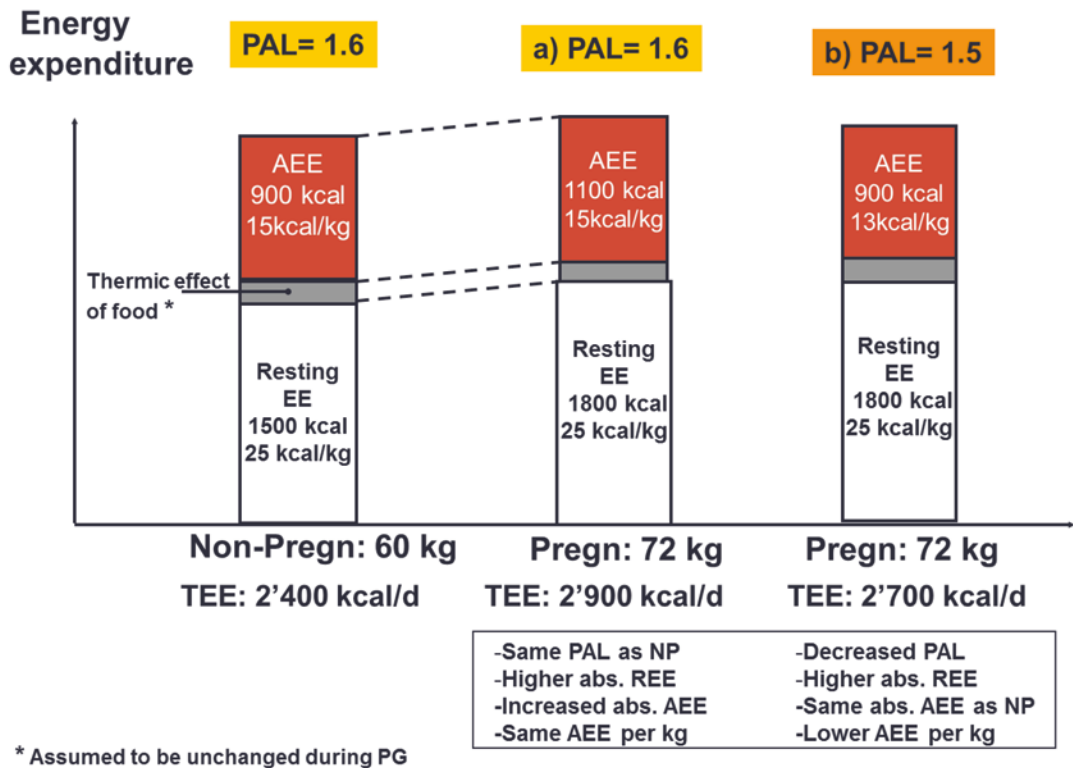 Energy
expenditure
PAL= 1.6
a) PAL= 1.6
b) PAL= 1.5
AEE
900 kcal
15kcal/kg
AEE
1100 kcal
15kcal/kg
AEE
900 kcal
13kcal/kg
Thermic effect
of food *
Resting
EE
1500 kcal
25 kcal/kg
Resting
EE
1800 kcal
25 kcal/kg
Resting
EE
1800 kcal
25 kcal/kg
Non-Pregn: 60 kg
TEE: 2’400 kcal/d
Pregn: 72 kg
TEE: 2’900 kcal/d
Pregn: 72 kg
TEE: 2’700 kcal/d
-Same PAL as NP
-Higher abs. REE
-Increased abs. AEE
-Same AEE per kg
-Decreased PAL
-Higher abs. REE
-Same abs. AEE as NP
-Lower AEE per kg
* Assumed to be unchanged during PG